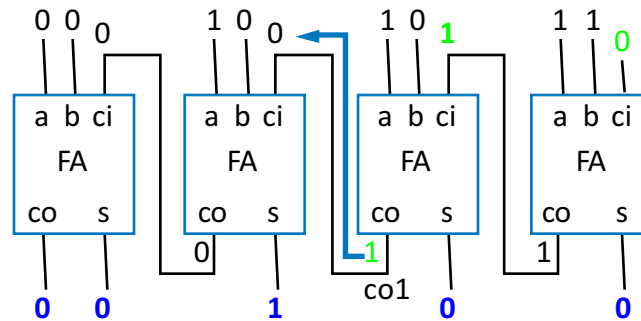 0 0 0 1 0 0 1 0 1 1 1 0
a b ci a b ci a b ci a b ci
FA FA FA FA
co s co s co s co s
0 1 1
co1
0 0 1 0 0